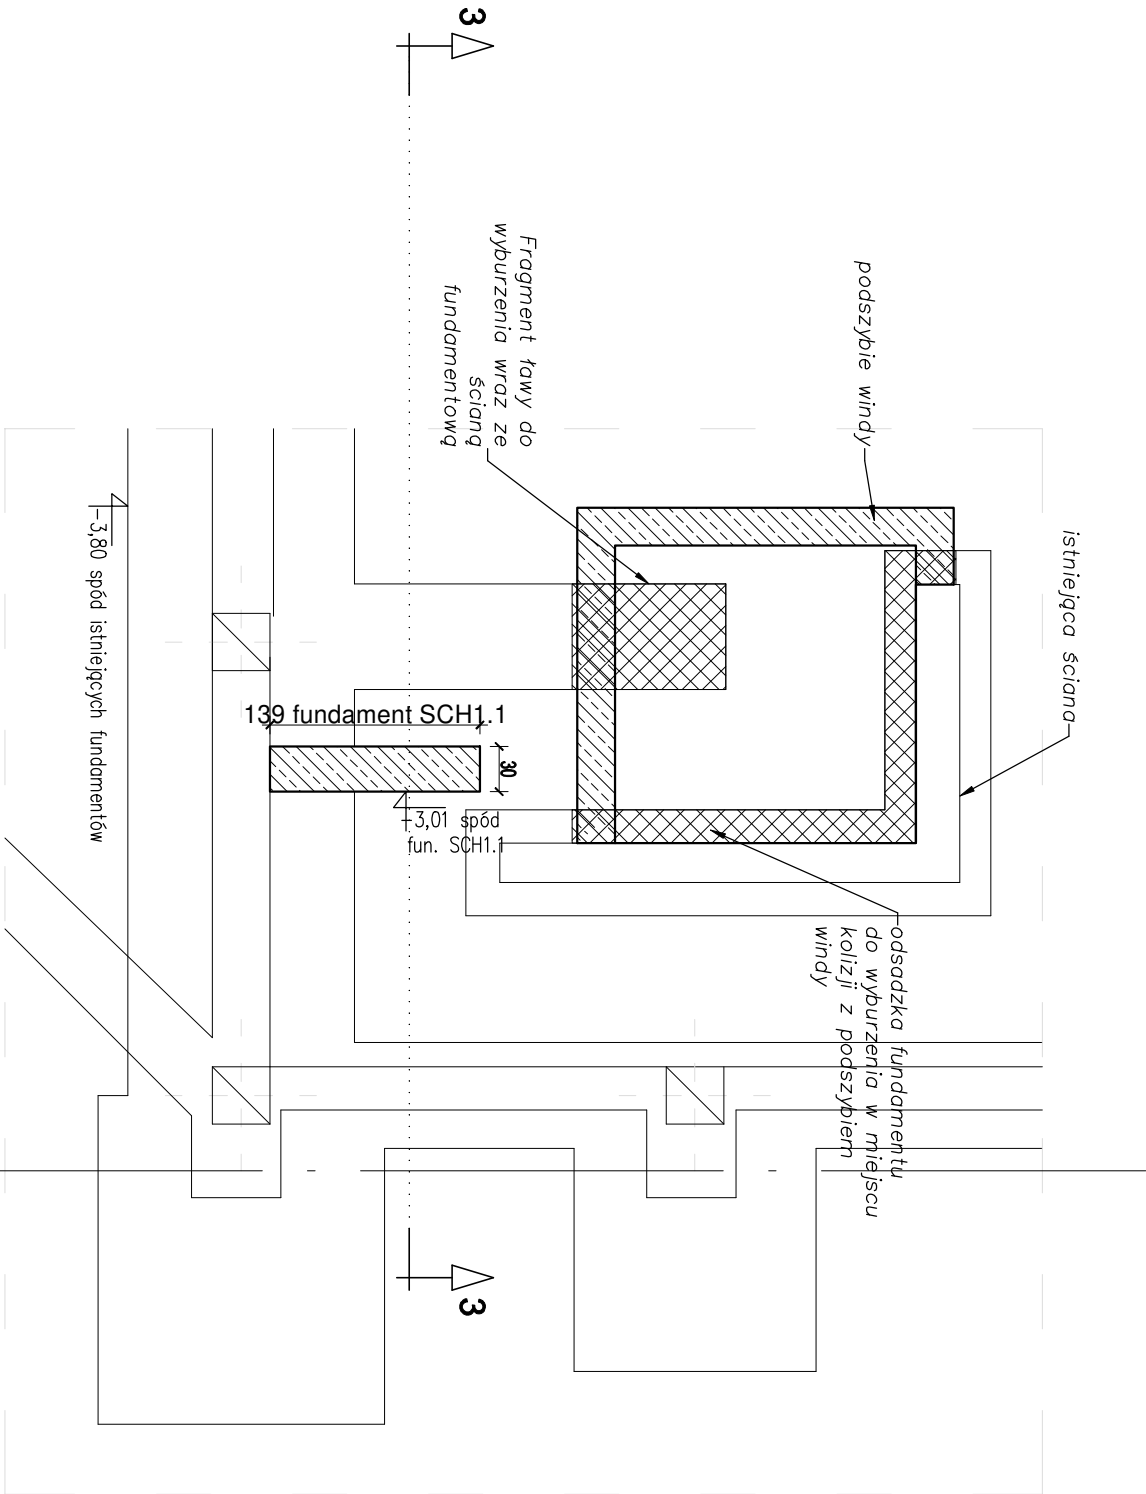 3
Fragment ławy do
wyburzenia wraz ze
ścianą
fundamentową
podszybie windy
istniejąca ściana
-3,80 spód istniejących fundamentów
139 fundament SCH1.1
30
-3,01 spód
fun. SCH1.1
odsadzka fundamentu
do wyburzenia w miejscu
kolizji z podszybiem
windy
3